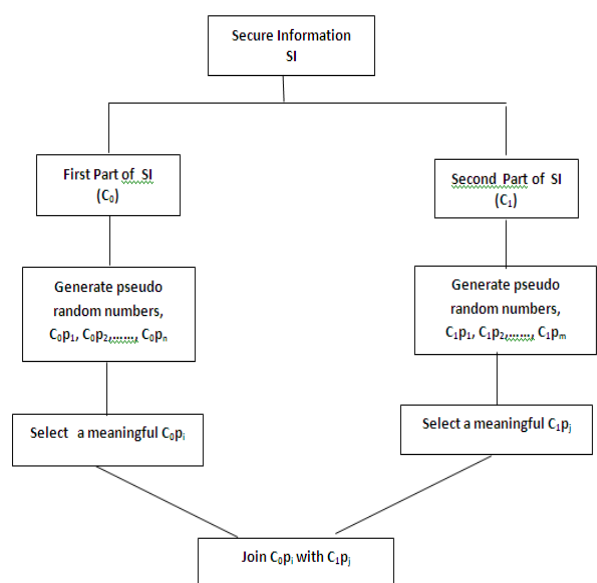 Secure Information
SI
First Part of SI
(C₀)
Second Part of SI
(C₁)
Generate pseudo
random numbers,
C₀p₁, C₀p₂,......, C₀pₙ
Generate pseudo
random numbers,
C₁p₁, C₁p₂,......, C₁pₘ
Select a meaningful C₀pᵢ
Select a meaningful C₁pⱼ
Join C₀pᵢ with C₁pⱼ